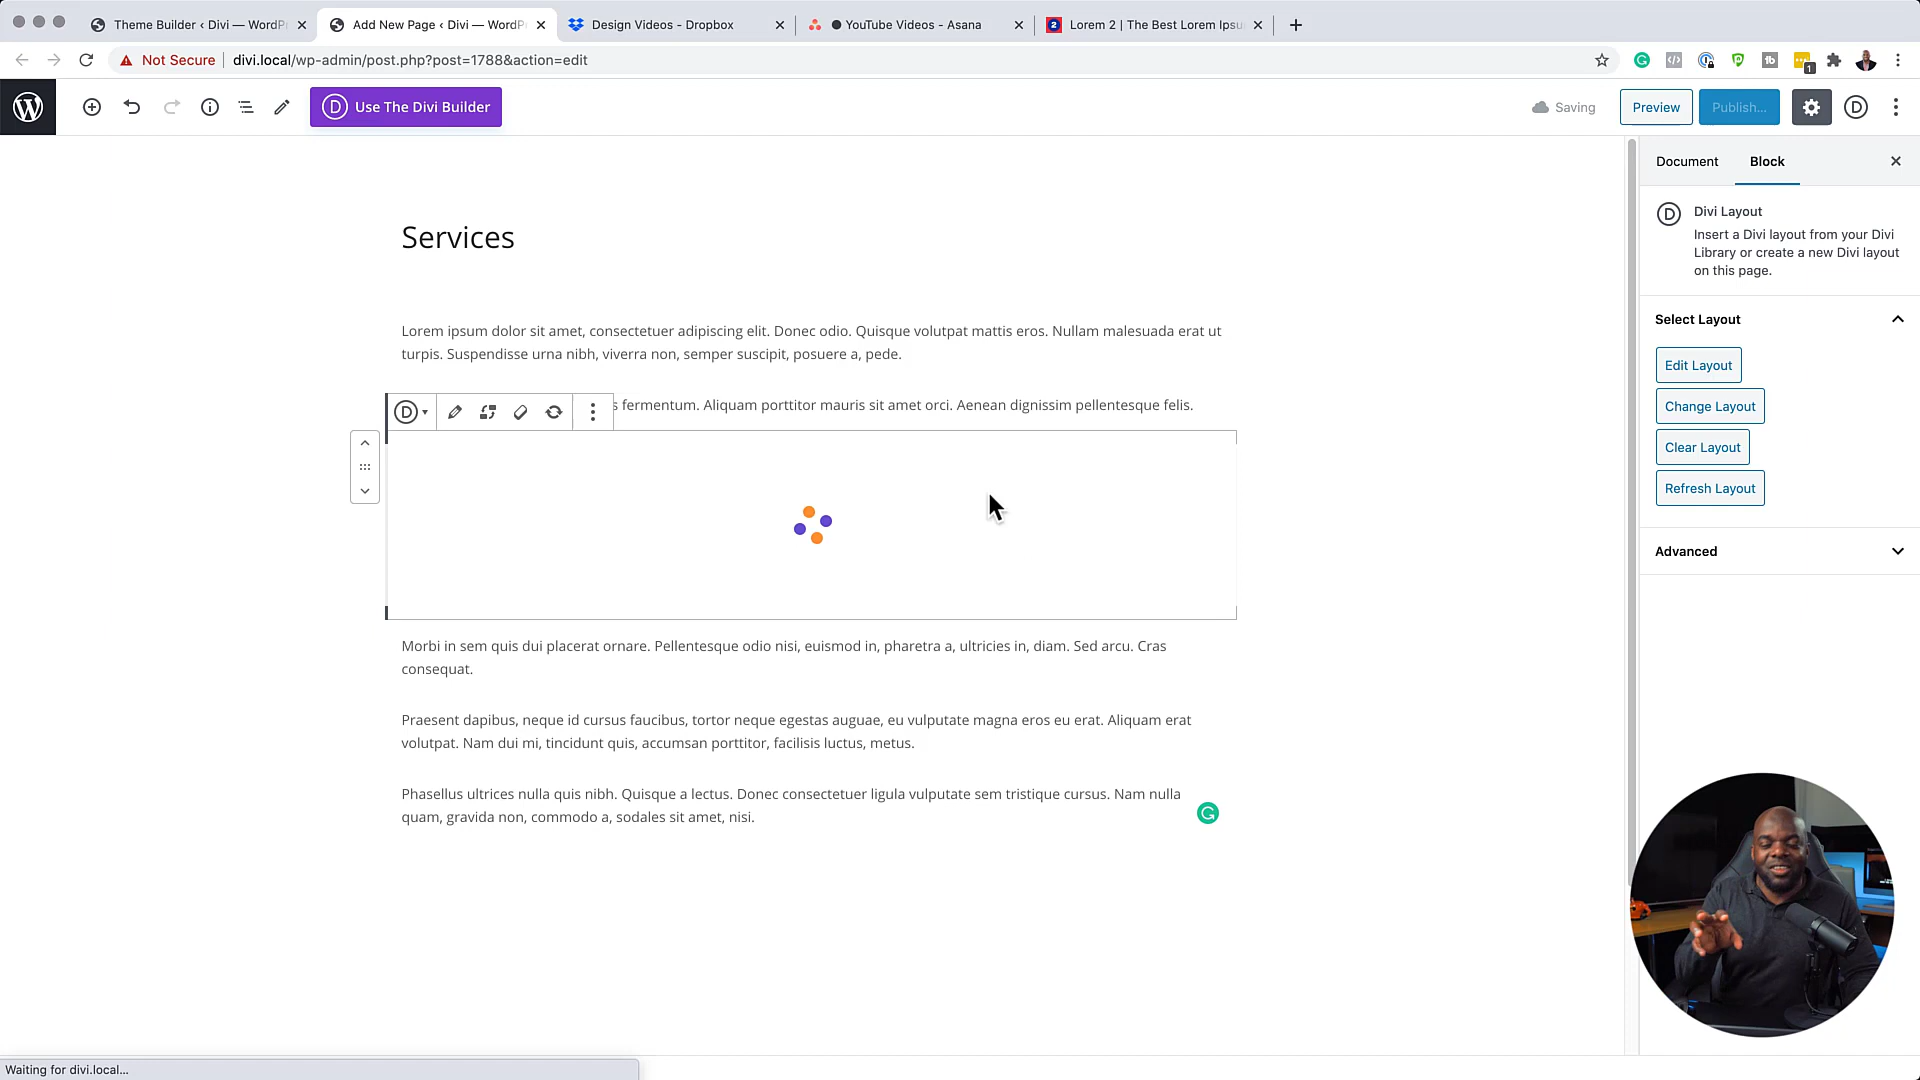 Theme Builder ‹ Divi — WordPr
Add New Page ‹ Divi — WordP
Design Videos - Dropbox
● YouTube Videos - Asana
2
Lorem 2 | The Best Lorem Ipsu
Not Secure
divi.local/wp-admin/post.php?post=1788&action=edit
1
D Use The Divi Builder
Saving
Preview
Publish...
D
Document
Block
D
Divi Layout
Insert a Divi layout from your Divi
Library or create a new Divi layout
on this page.
Select Layout
Edit Layout
Change Layout
Clear Layout
Refresh Layout
Advanced
Services
Lorem ipsum dolor sit amet, consectetuer adipiscing elit. Donec odio. Quisque volutpat mattis eros. Nullam malesuada erat ut
turpis. Suspendisse urna nibh, viverra non, semper suscipit, posuere a, pede.
D
s fermentum. Aliquam porttitor mauris sit amet orci. Aenean dignissim pellentesque felis.
Morbi in sem quis dui placerat ornare. Pellentesque odio nisi, euismod in, pharetra a, ultricies in, diam. Sed arcu. Cras
consequat.
Praesent dapibus, neque id cursus faucibus, tortor neque egestas auguae, eu vulputate magna eros eu erat. Aliquam erat
volutpat. Nam dui mi, tincidunt quis, accumsan porttitor, facilisis luctus, metus.
Phasellus ultrices nulla quis nibh. Quisque a lectus. Donec consectetuer ligula vulputate sem tristique cursus. Nam nulla
quam, gravida non, commodo a, sodales sit amet, nisi.
Waiting for divi.local...